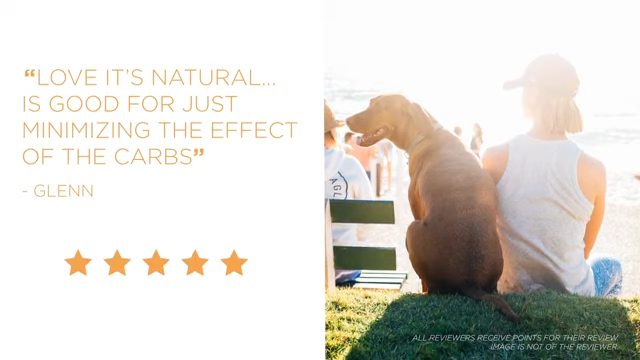 “LOVE IT’S NATURAL...
IS GOOD FOR JUST
MINIMIZING THE EFFECT
OF THE CARBS”
- GLENN
ALL REVIEWERS RECEIVE POINTS FOR THEIR REVIEW.
IMAGE IS NOT OF THE REVIEWER.